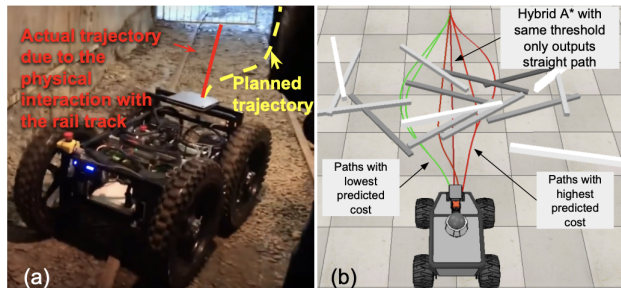 Actual trajectory
due to the
physical
interaction with
the rail track
Planned
trajectory
(a)
Hybrid A* with
same threshold
only outputs
straight path
Paths with
lowest
predicted
cost
Paths with
highest
predicted
cost
(b)